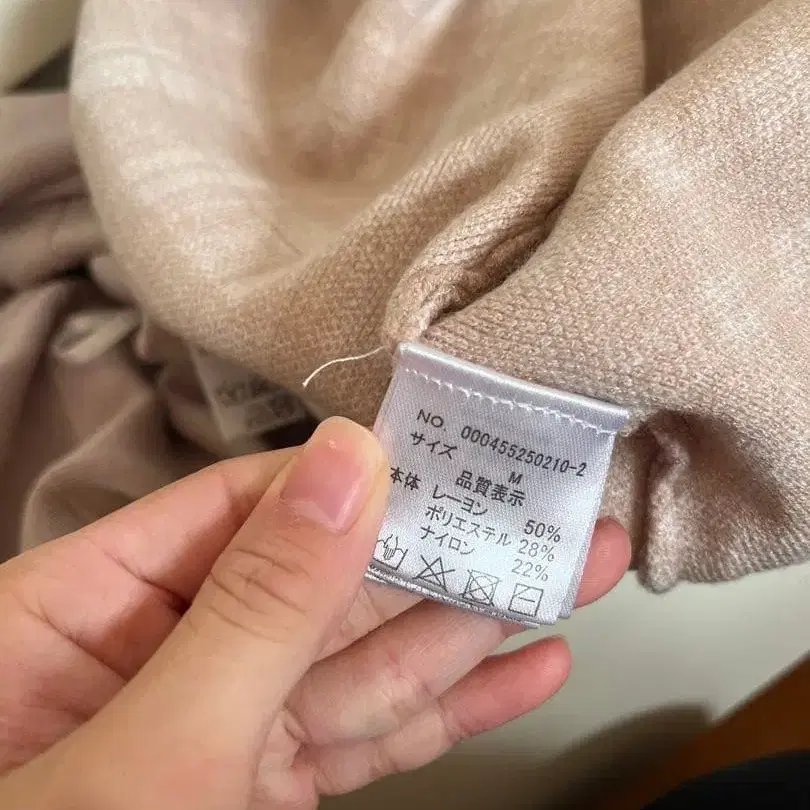 NO. 000455250210-2
サイズ M
品質表示
本体 レーヨン 50%
ポリエステル 28%
ナイロン 22%